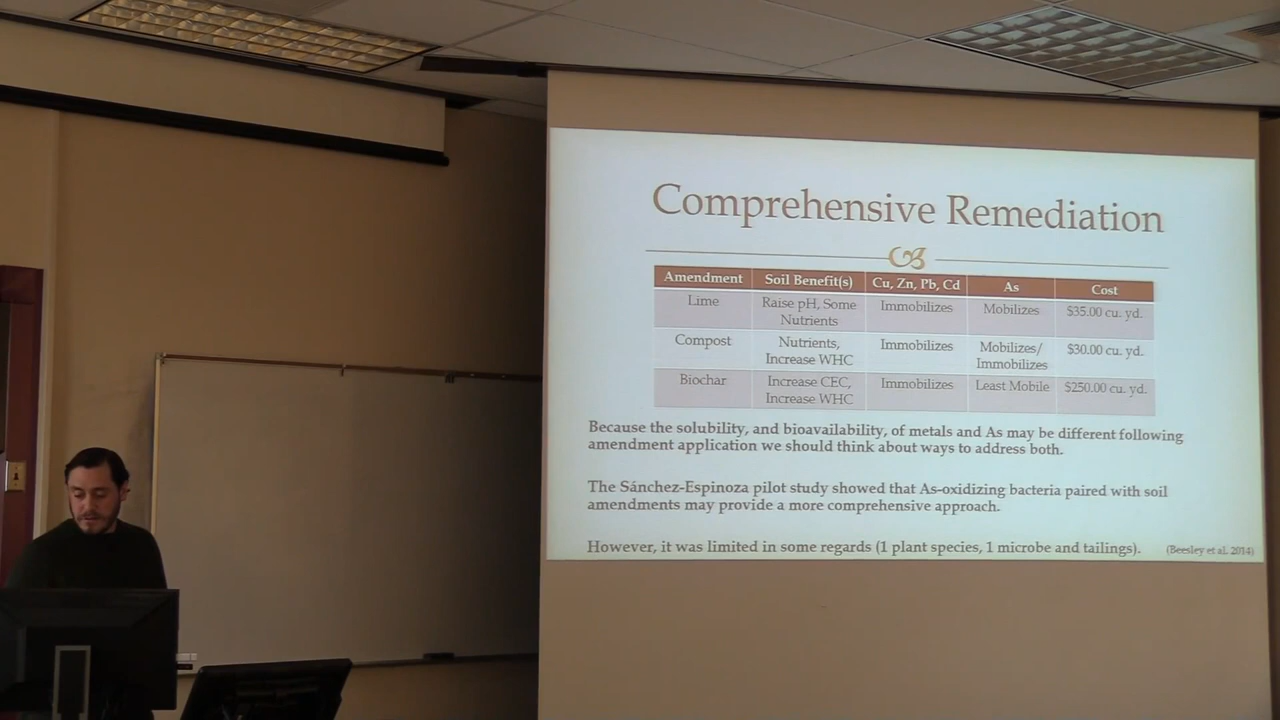 Comprehensive Remediation
Amendment Soil Benefit(s) Cu, Zn, Pb, Cd As Cost
Lime Raise pH, Some Nutrients Immobilizes Mobilizes $35.00 cu. yd.
Compost Nutrients, Increase WHC Immobilizes Mobilizes/ Immobilizes $30.00 cu. yd.
Biochar Increase CEC, Increase WHC Immobilizes Least Mobile $250.00 cu. yd.
Because the solubility, and bioavailability, of metals and As may be different following
amendment application we should think about ways to address both.
The Sánchez-Espinoza pilot study showed that As-oxidizing bacteria paired with soil
amendments may provide a more comprehensive approach.
However, it was limited in some regards (1 plant species, 1 microbe and tailings).
(Beesley et al. 2014)